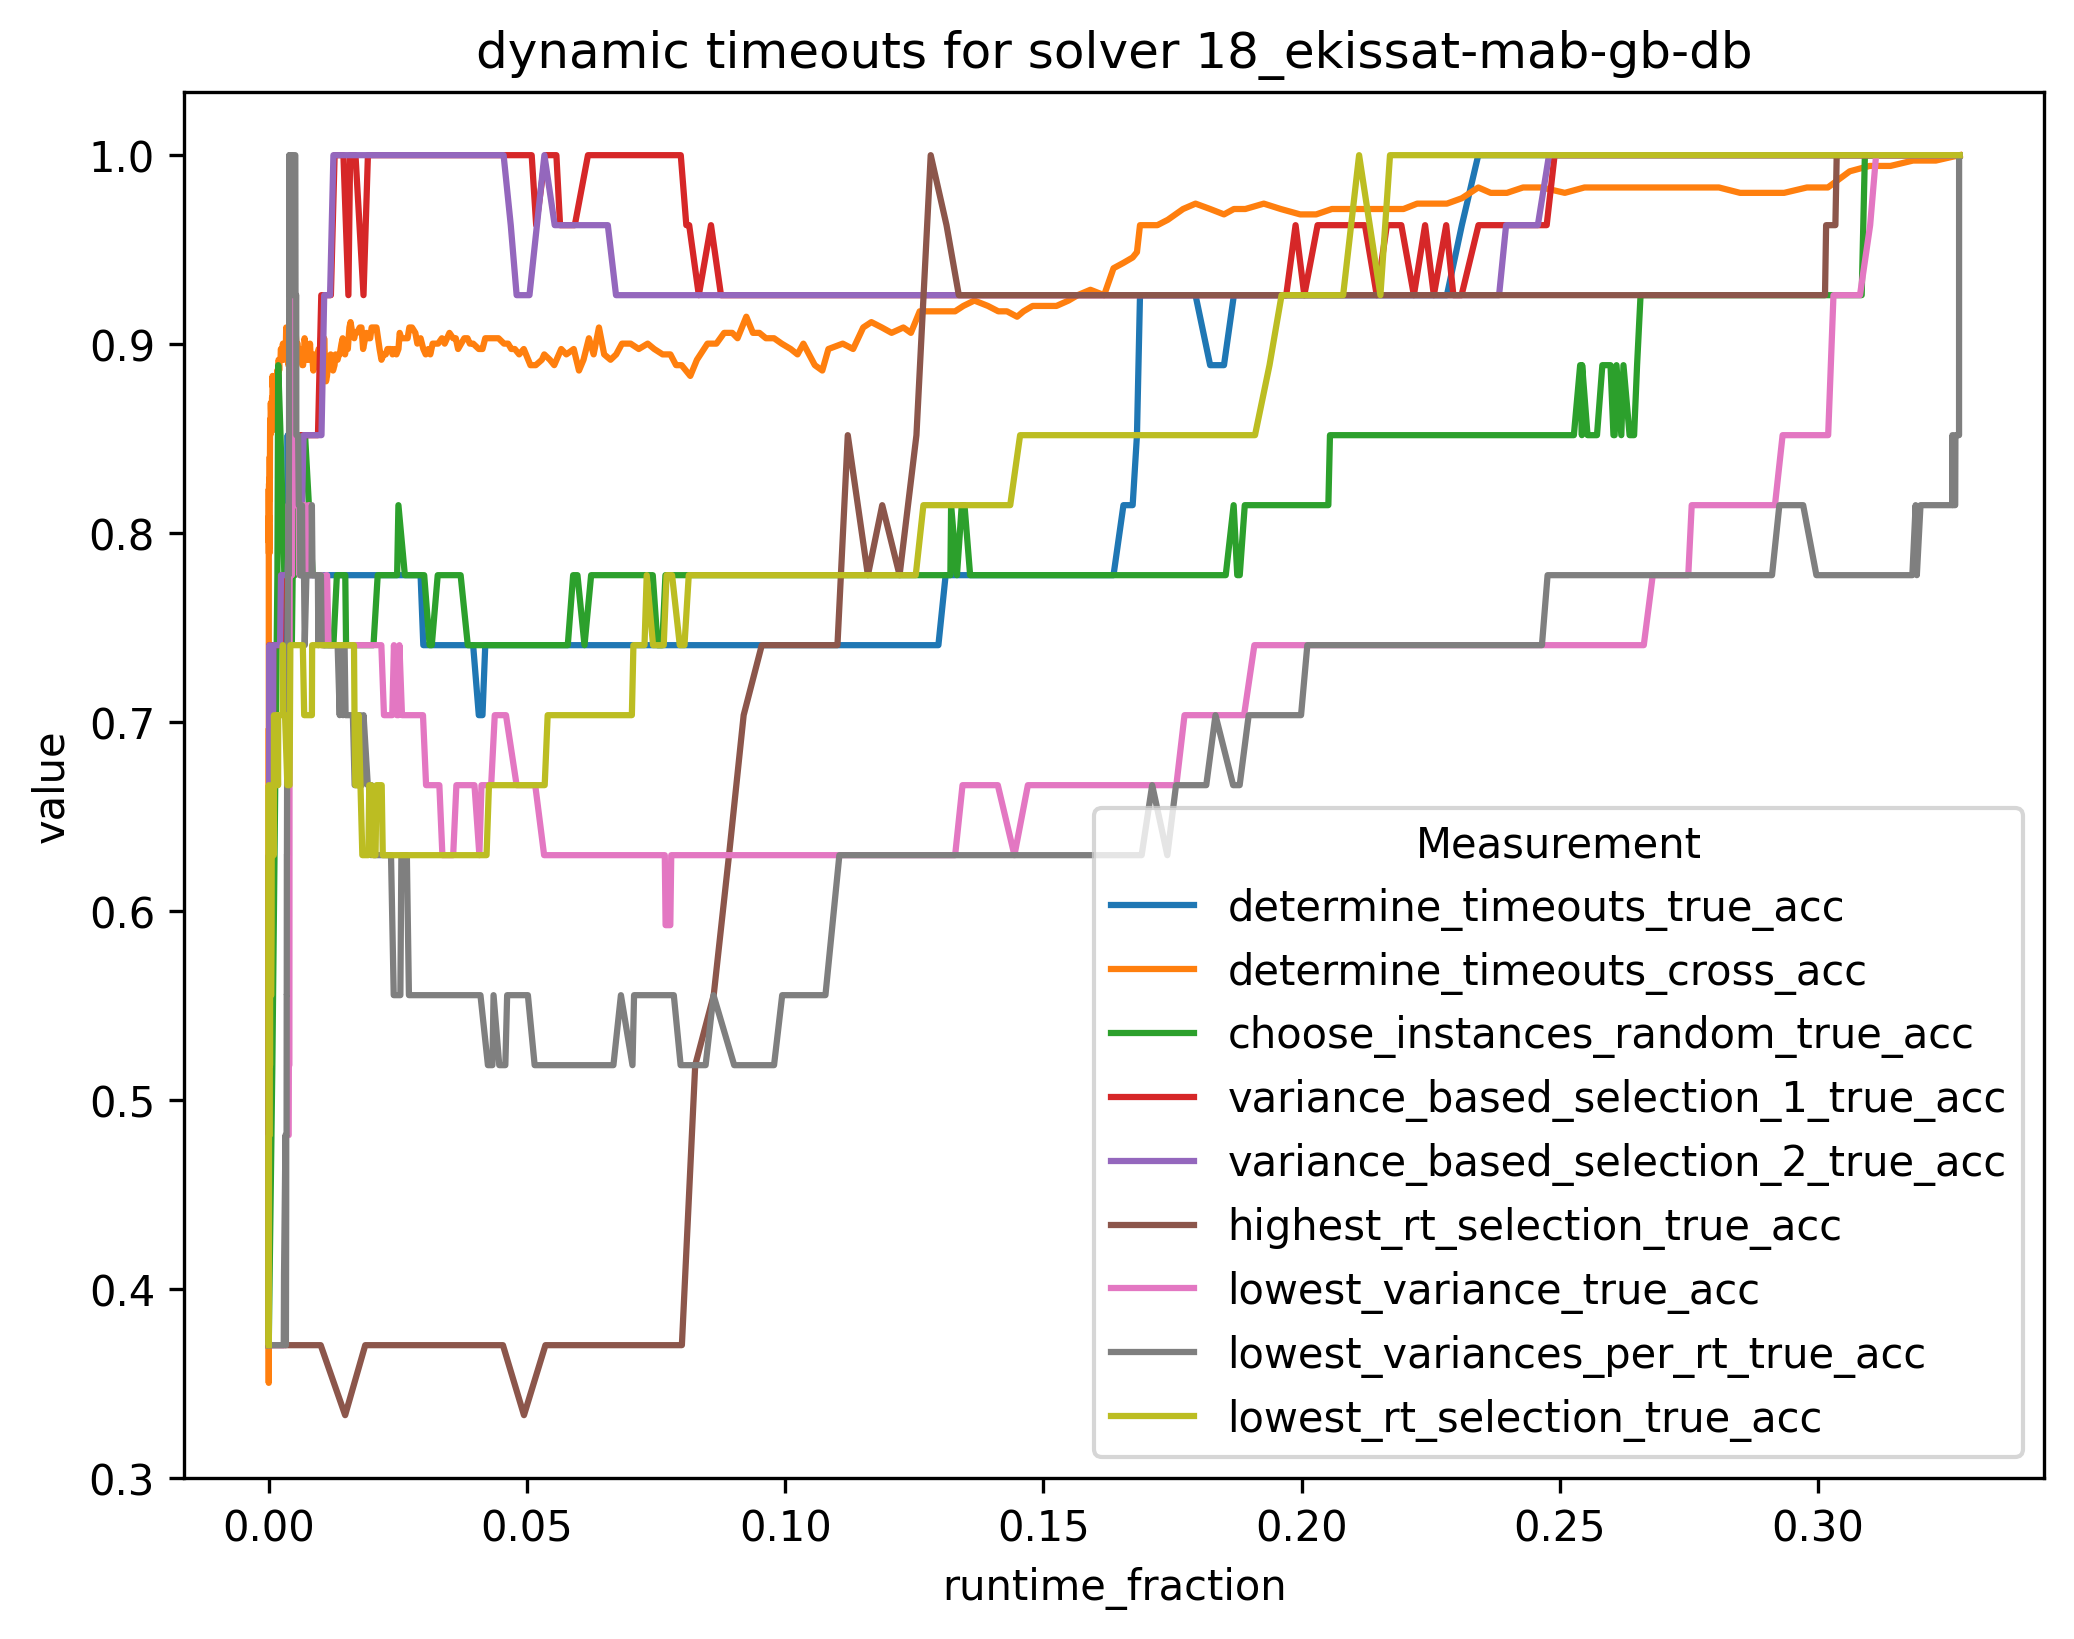 dynamic timeouts for solver 18_ekissat-mab-gb-db
1.0
0.9
0.8
0.7
0.6
0.5
0.4
0.3
value
Measurement
determine_timeouts_true_acc
determine_timeouts_cross_acc
choose_instances_random_true_acc
variance_based_selection_1_true_acc
variance_based_selection_2_true_acc
highest_rt_selection_true_acc
lowest_variance_true_acc
lowest_variances_per_rt_true_acc
lowest_rt_selection_true_acc
0.00 0.05 0.10 0.15 0.20 0.25 0.30
runtime_fraction